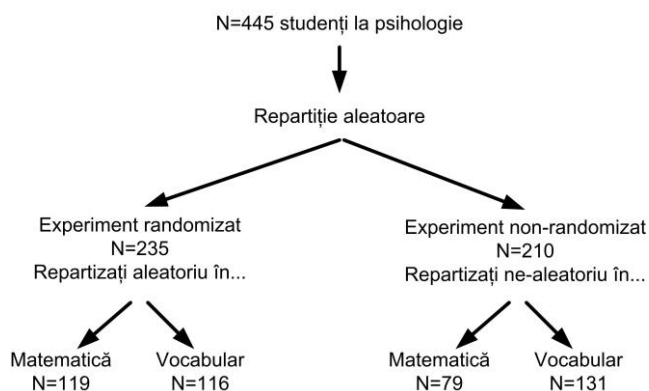 N=445 studenți la psihologie
Repartiție aleatoare
Experiment randomizat
N=235
Repartizați aleatoriu în...
Experiment non-randomizat
N=210
Repartizați ne-aleatoriu în...
Matematică
N=119
Vocabular
N=116
Matematică
N=79
Vocabular
N=131